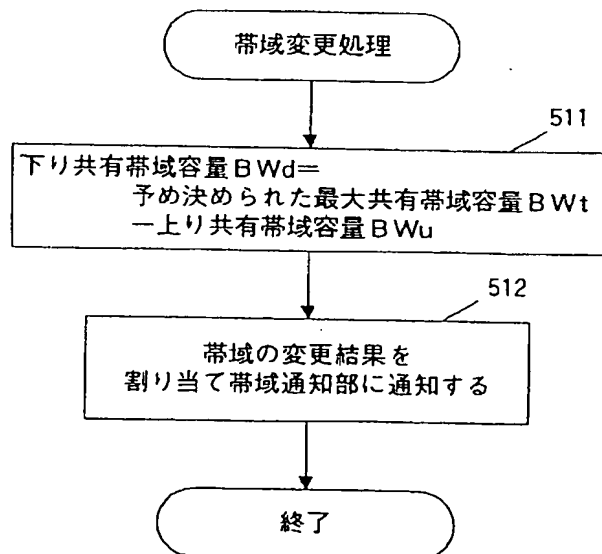 帯域変更処理
511
下り共有帯域容量BWd=
予め決められた最大共有帯域容量BWt
-上り共有帯域容量BWu
512
帯域の変更結果を
割り当て帯域通知部に通知する
終了